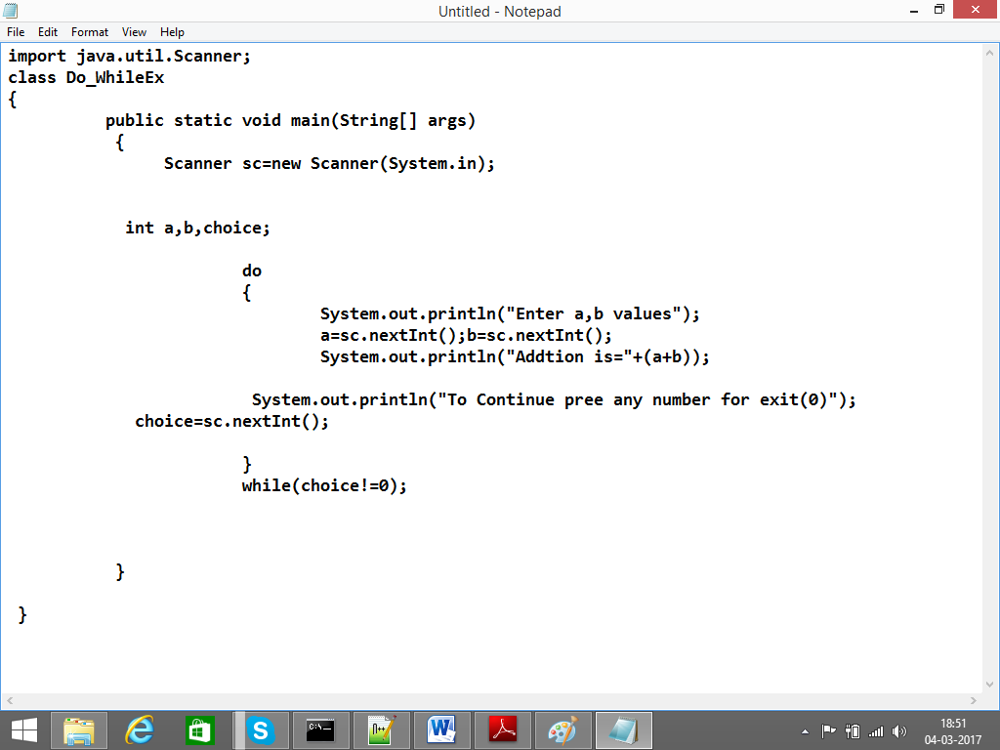 Untitled - Notepad
File Edit Format View Help
import java.util.Scanner;
class Do_WhileEx
{
public static void main(String[] args)
{
Scanner sc=new Scanner(System.in);
int a,b,choice;
do
{
System.out.println("Enter a,b values");
a=sc.nextInt();b=sc.nextInt();
System.out.println("Addtion is="+(a+b));
System.out.println("To Continue pree any number for exit(0)");
choice=sc.nextInt();
}
while(choice!=0);
}
}
18:51
04-03-2017